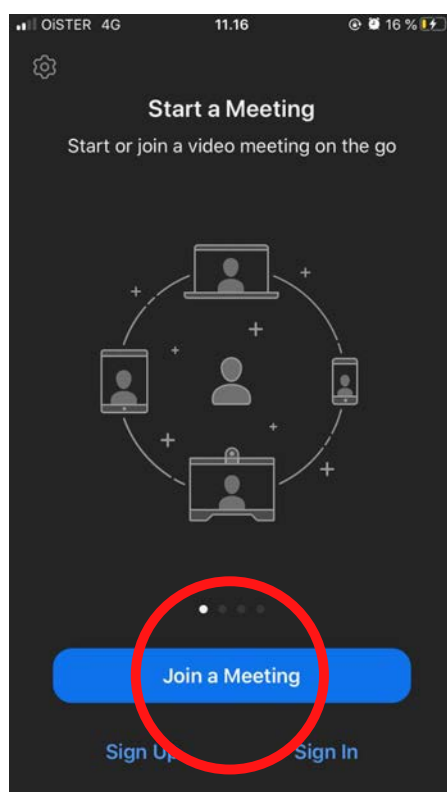 OiSTER 4G 11.16 16 %
Start a Meeting
Start or join a video meeting on the go
Join a Meeting
Sign Up Sign In